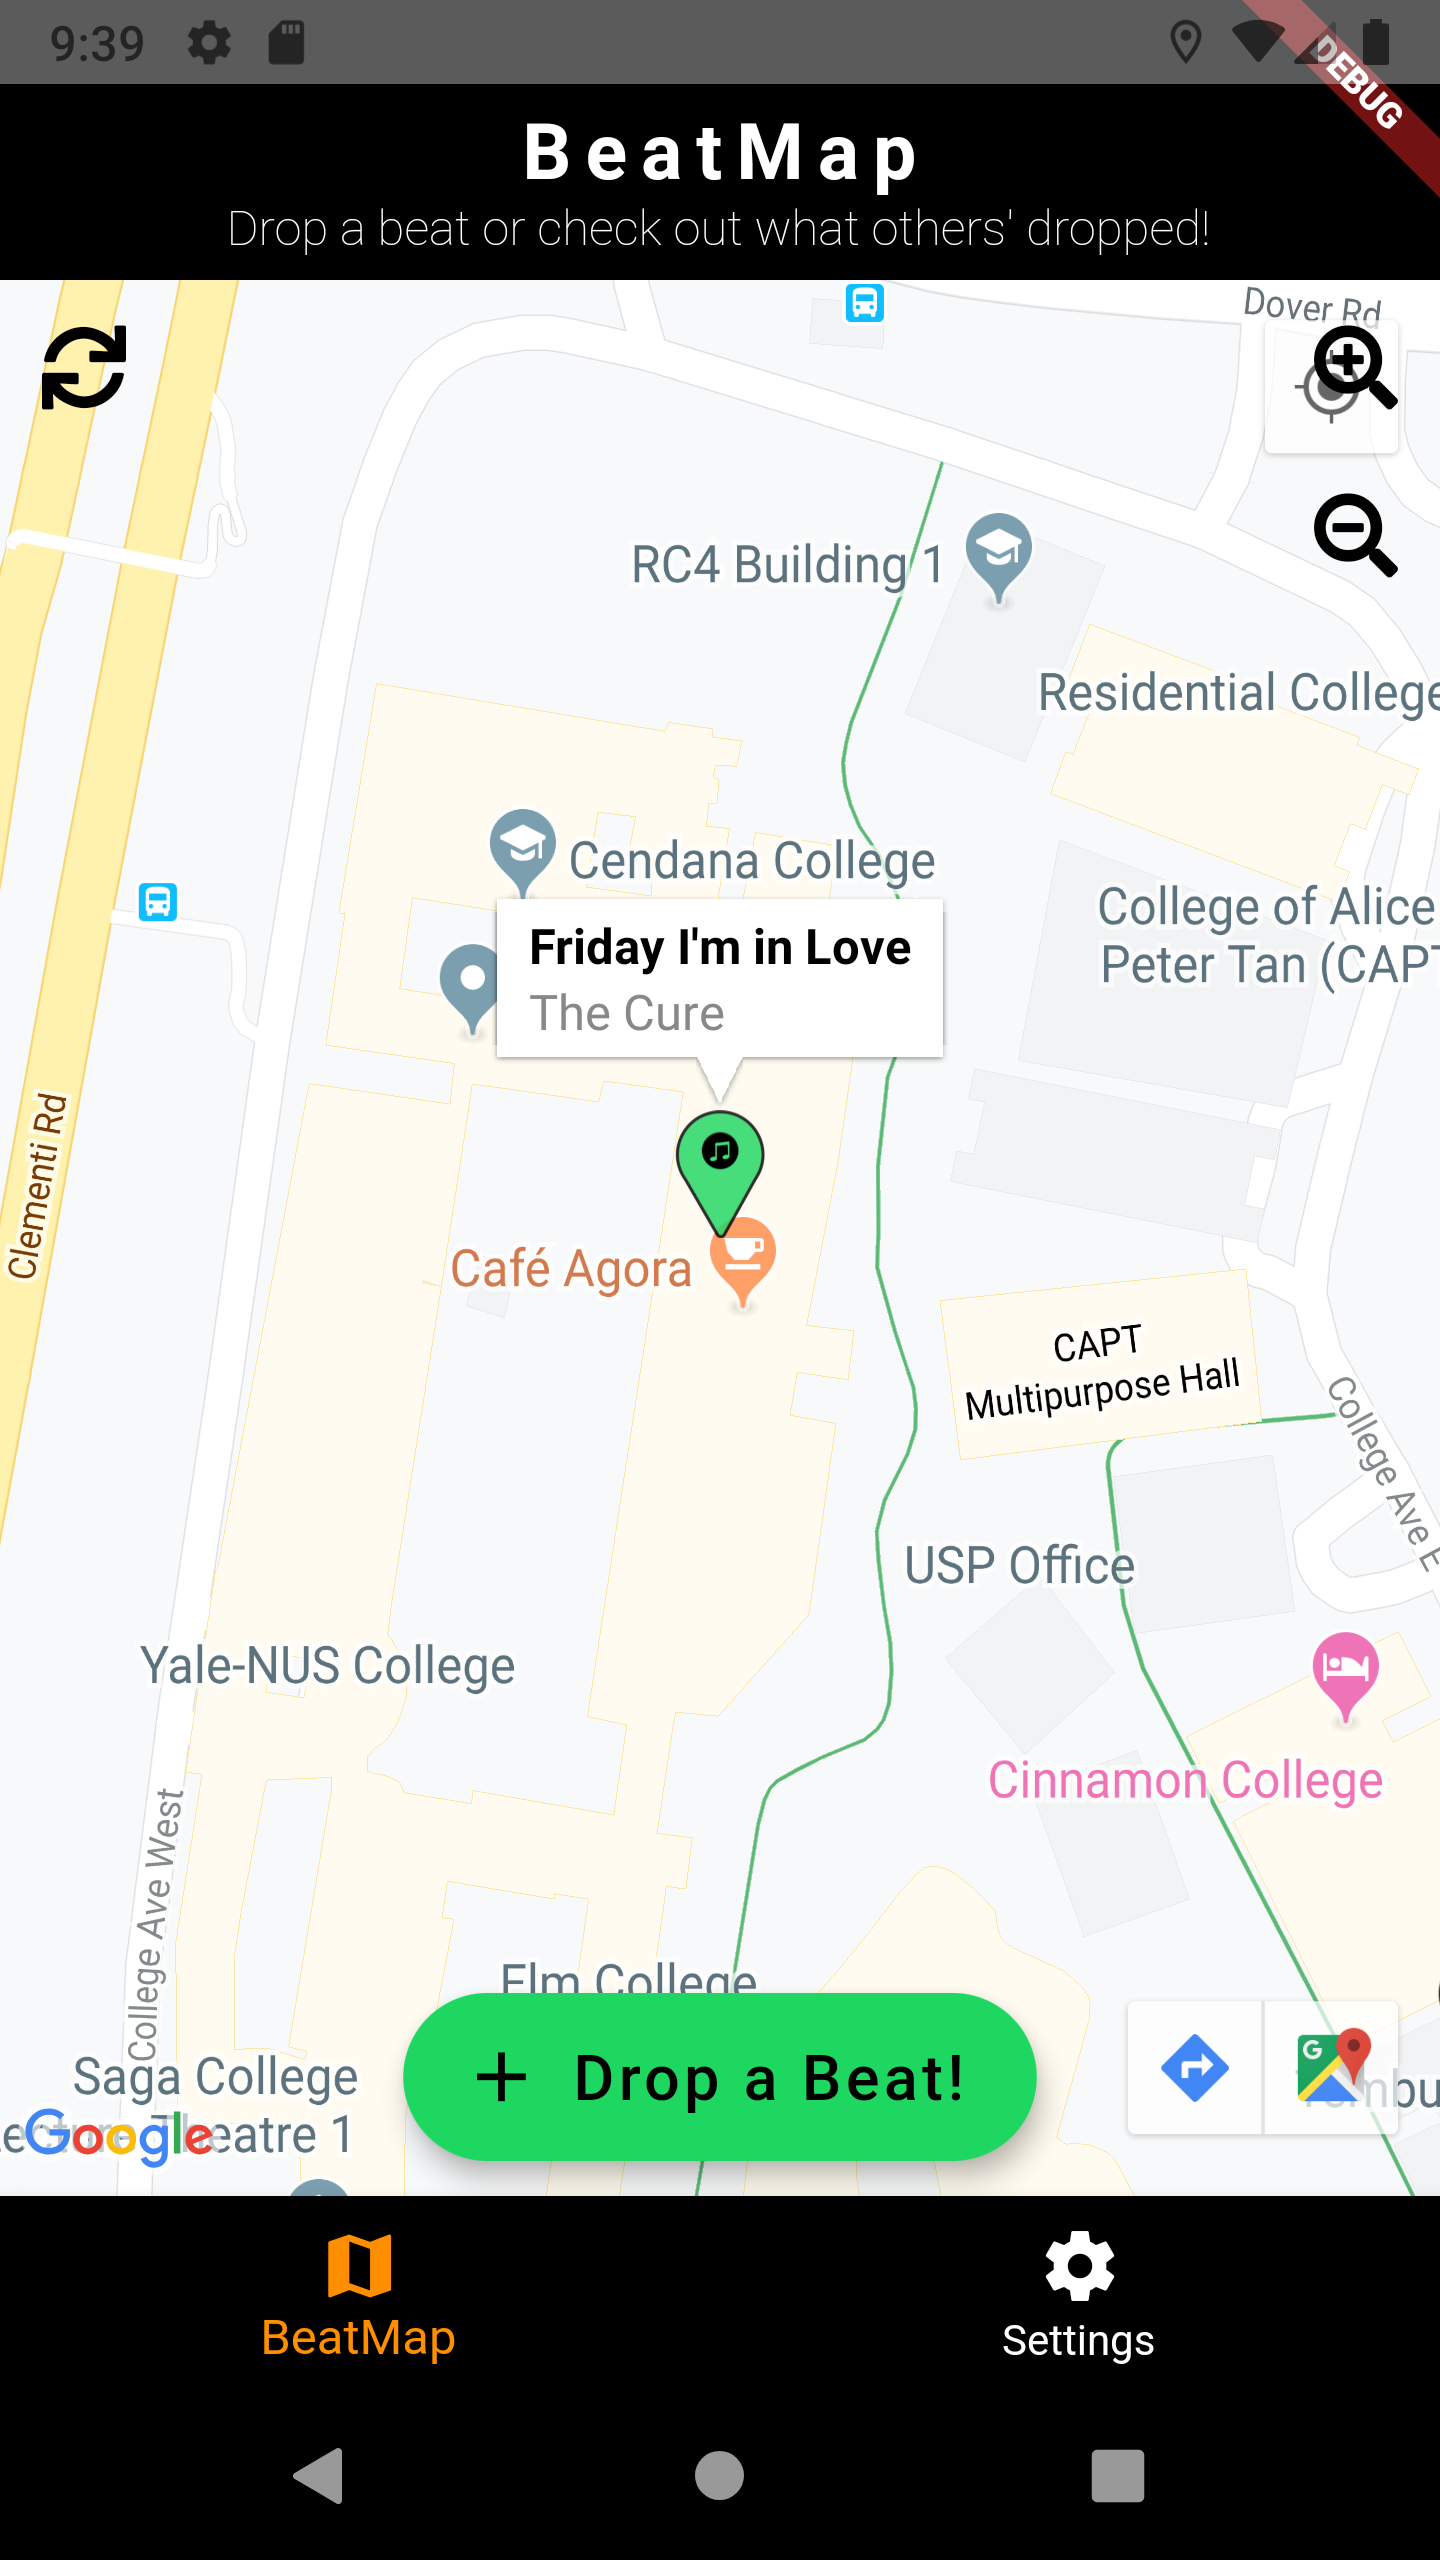 9:39
DEBUG
BeatMap
Drop a beat or check out what others' dropped!
Dover Rd
RC4 Building 1
Residential College
Cendana College
College of Alice
Peter Tan (CAPT
Friday I'm in Love
The Cure
Clementi Rd
Café Agora
CAPT
Multipurpose Hall
College Ave E
USP Office
Yale-NUS College
Cinnamon College
College Ave West
Elm College
Saga College
Theatre 1
Google
+ Drop a Beat!
BeatMap
Settings